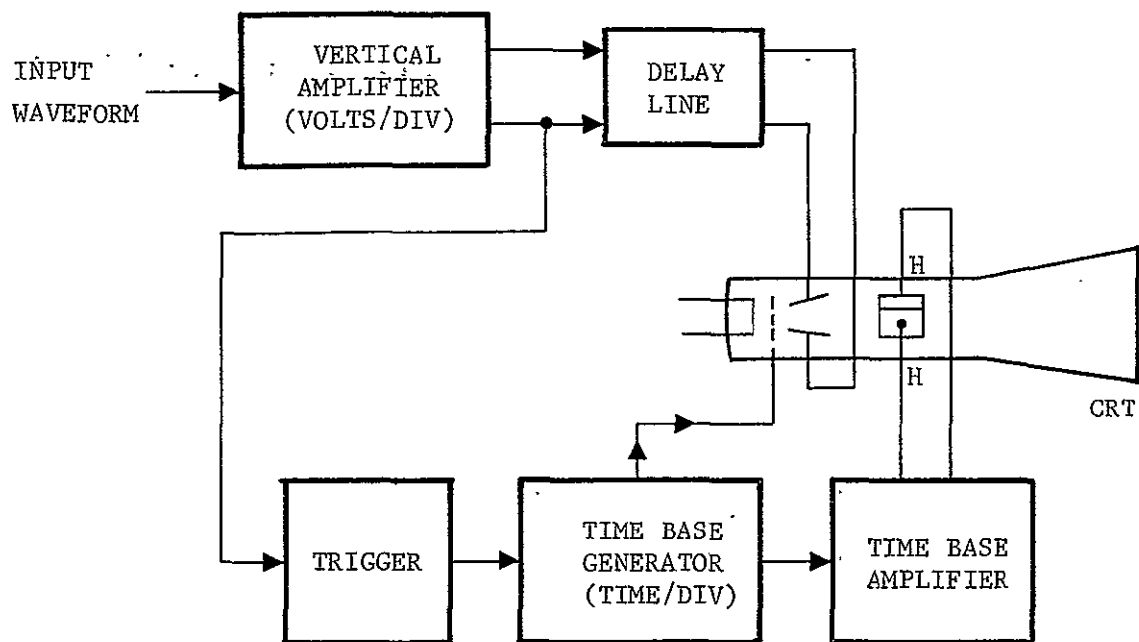 INPUT
WAVEFORM
VERTICAL
AMPLIFIER
(VOLTS/DIV)
DELAY
LINE
H
H
CRT
TRIGGER
TIME BASE
GENERATOR
(TIME/DIV)
TIME BASE
AMPLIFIER